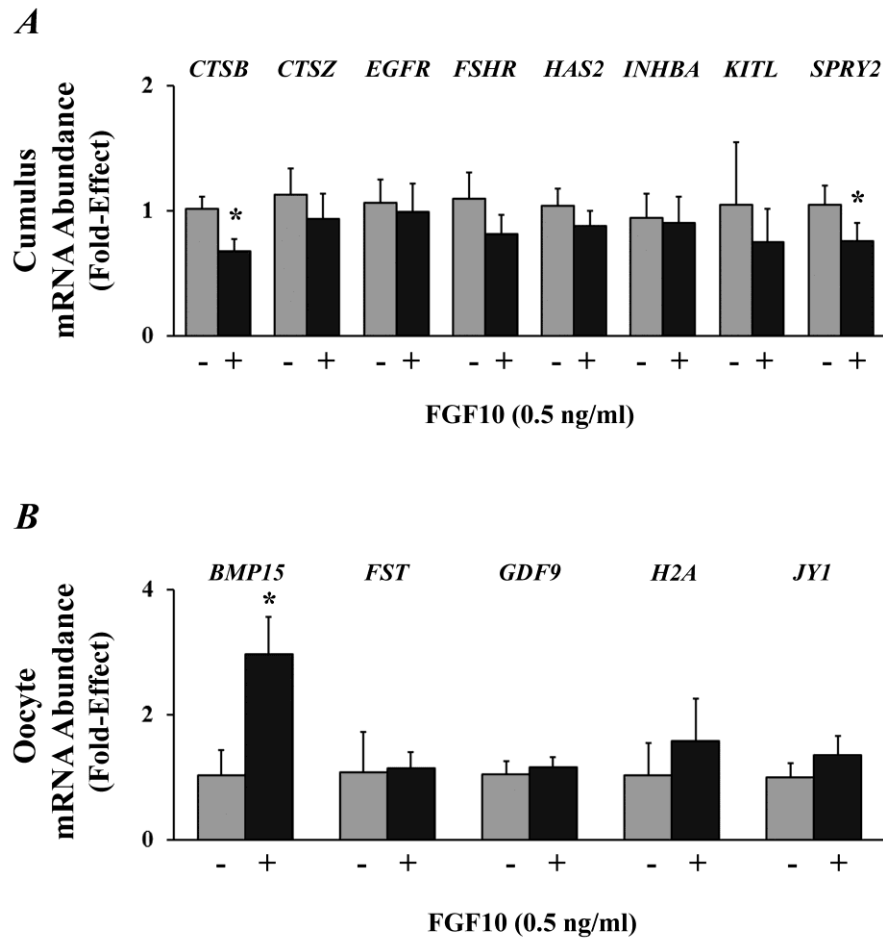 A
CTSB CTSZ EGFR FSHR HAS2 INHBA KITL SPRY2
Cumulus
mRNA Abundance
(Fold-Effect)
2
1
0
* *
- + - + - + - + - + - + - + - +
FGF10 (0.5 ng/ml)
B
BMP15 FST GDF9 H2A JY1
Oocyte
mRNA Abundance
(Fold-Effect)
4
2
0
*
- + - + - + - + - +
FGF10 (0.5 ng/ml)